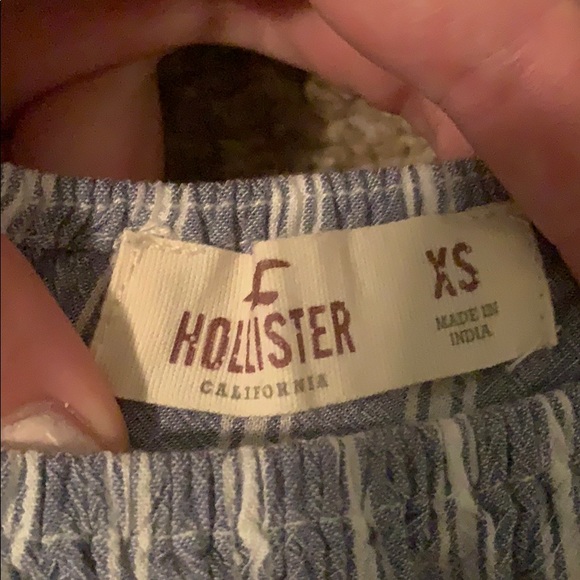 HOLLISTER
CALIFORNIA
XS
MADE IN
INDIA